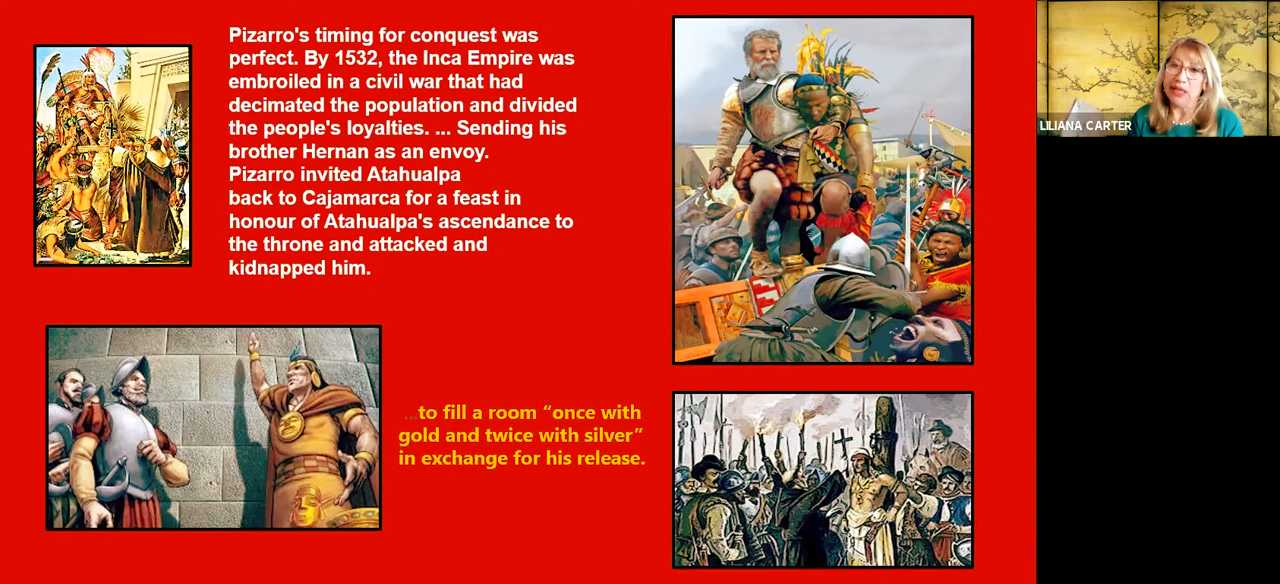 Pizarro's timing for conquest was
perfect. By 1532, the Inca Empire was
embroiled in a civil war that had
decimated the population and divided
the people's loyalties. ... Sending his
brother Hernan as an envoy.
Pizarro invited Atahualpa
back to Cajamarca for a feast in
honour of Atahualpa's ascendance to
the throne and attacked and
kidnapped him.
...to fill a room “once with
gold and twice with silver”
in exchange for his release.
LILIANA CARTER